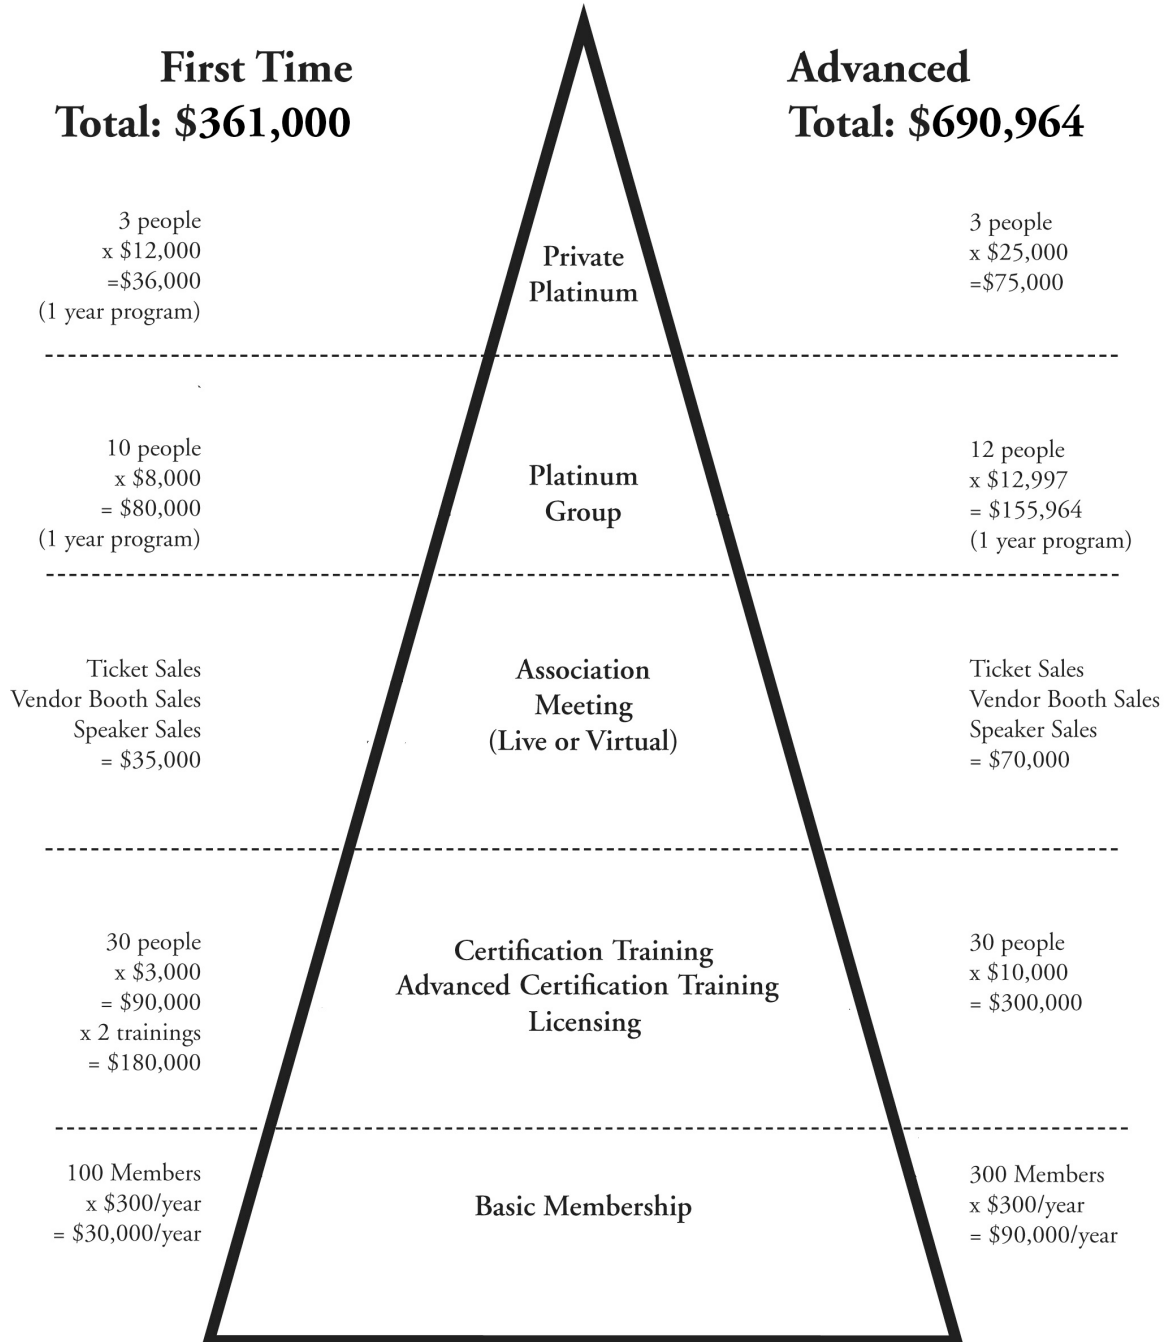 First Time
Total: $361,000
Advanced
Total: $690,964
3 people
x $12,000
=$36,000
(1 year program)
Private
Platinum
3 people
x $25,000
=$75,000
10 people
x $8,000
= $80,000
(1 year program)
Platinum
Group
12 people
x $12,997
= $155,964
(1 year program)
Ticket Sales
Vendor Booth Sales
Speaker Sales
= $35,000
Association
Meeting
(Live or Virtual)
Ticket Sales
Vendor Booth Sales
Speaker Sales
= $70,000
30 people
x $3,000
= $90,000
x 2 trainings
= $180,000
Certification Training
Advanced Certification Training
Licensing
30 people
x $10,000
= $300,000
100 Members
x $300/year
= $30,000/year
Basic Membership
300 Members
x $300/year
= $90,000/year